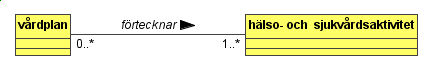 vårdplan förtecknar hälso- och sjukvårdsaktivitet
0..* 1..*